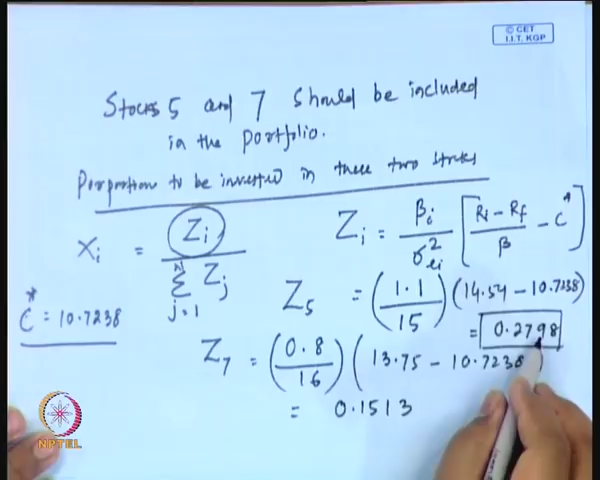 © CET
I.I.T. KGP
Stocks 5 and 7 should be included
in the portfolio.
Proportion to be invested in these two stocks
Xi = Zi / Σ j=1 N Zj
Zi = βi / σ²ei [ Ri - Rf / β - C* ]
C* = 10.7238
Z5 = (1.1 / 15) (14.54 - 10.7238)
= 0.2798
Z7 = (0.8 / 16) (13.75 - 10.7238)
= 0.1513
NPTEL